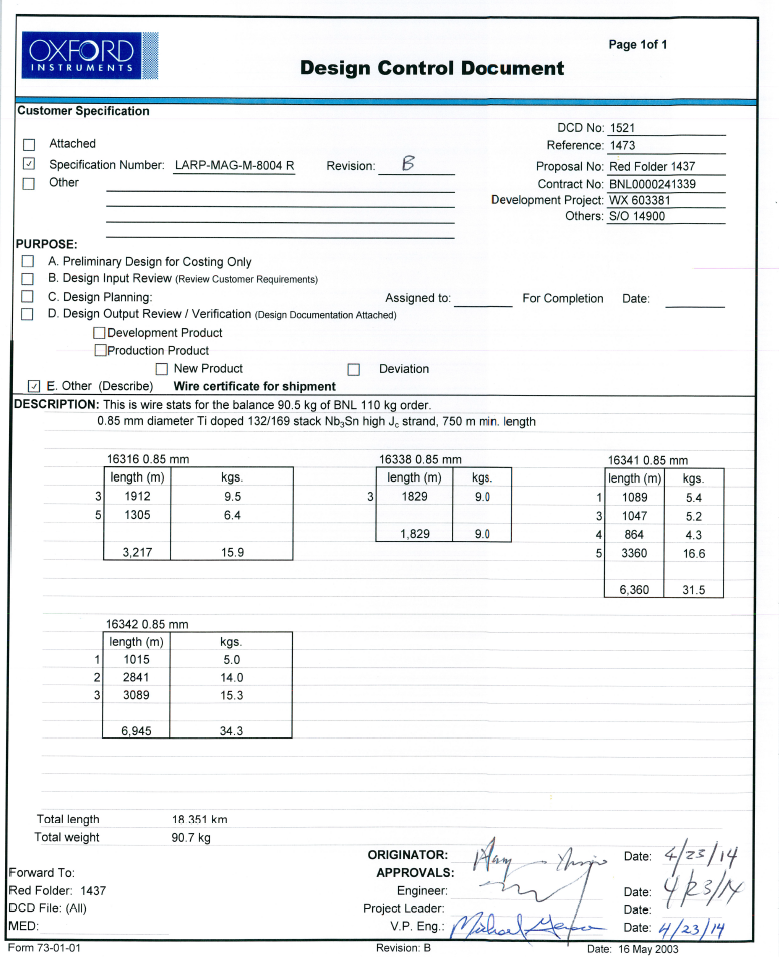 OXFORD
INSTRUMENTS
Page 1of 1
Design Control Document
Customer Specification
DCD No: 1521
Attached
Reference: 1473
Specification Number: LARP-MAG-M-8004 R Revision: B
Proposal No: Red Folder 1437
Other
Contract No: BNL0000241339
Development Project: WX 603381
Others: S/O 14900
PURPOSE:
A. Preliminary Design for Costing Only
B. Design Input Review (Review Customer Requirements)
C. Design Planning: Assigned to: For Completion Date:
D. Design Output Review / Verification (Design Documentation Attached)
Development Product
Production Product
New Product Deviation
E. Other (Describe) Wire certificate for shipment
DESCRIPTION: This is wire stats for the balance 90.5 kg of BNL 110 kg order.
0.85 mm diameter Ti doped 132/169 stack Nb3Sn high Jc strand, 750 m min. length
16316 0.85 mm
length (m) kgs.
3 1912 9.5
5 1305 6.4
3,217 15.9
16338 0.85 mm
length (m) kgs.
3 1829 9.0
1,829 9.0
16341 0.85 mm
length (m) kgs.
1 1089 5.4
3 1047 5.2
4 864 4.3
5 3360 16.6
6,360 31.5
16342 0.85 mm
length (m) kgs.
1 1015 5.0
2 2841 14.0
3 3089 15.3
6,945 34.3
Total length 18.351 km
Total weight 90.7 kg
ORIGINATOR: Date: 4/23/14
Forward To:
APPROVALS:
Red Folder: 1437
Engineer: Date: 4/23/14
DCD File: (All)
Project Leader: Date:
MED:
V.P. Eng.: Michael Date: 4/23/14
Form 73-01-01 Revision: B Date: 16 May 2003